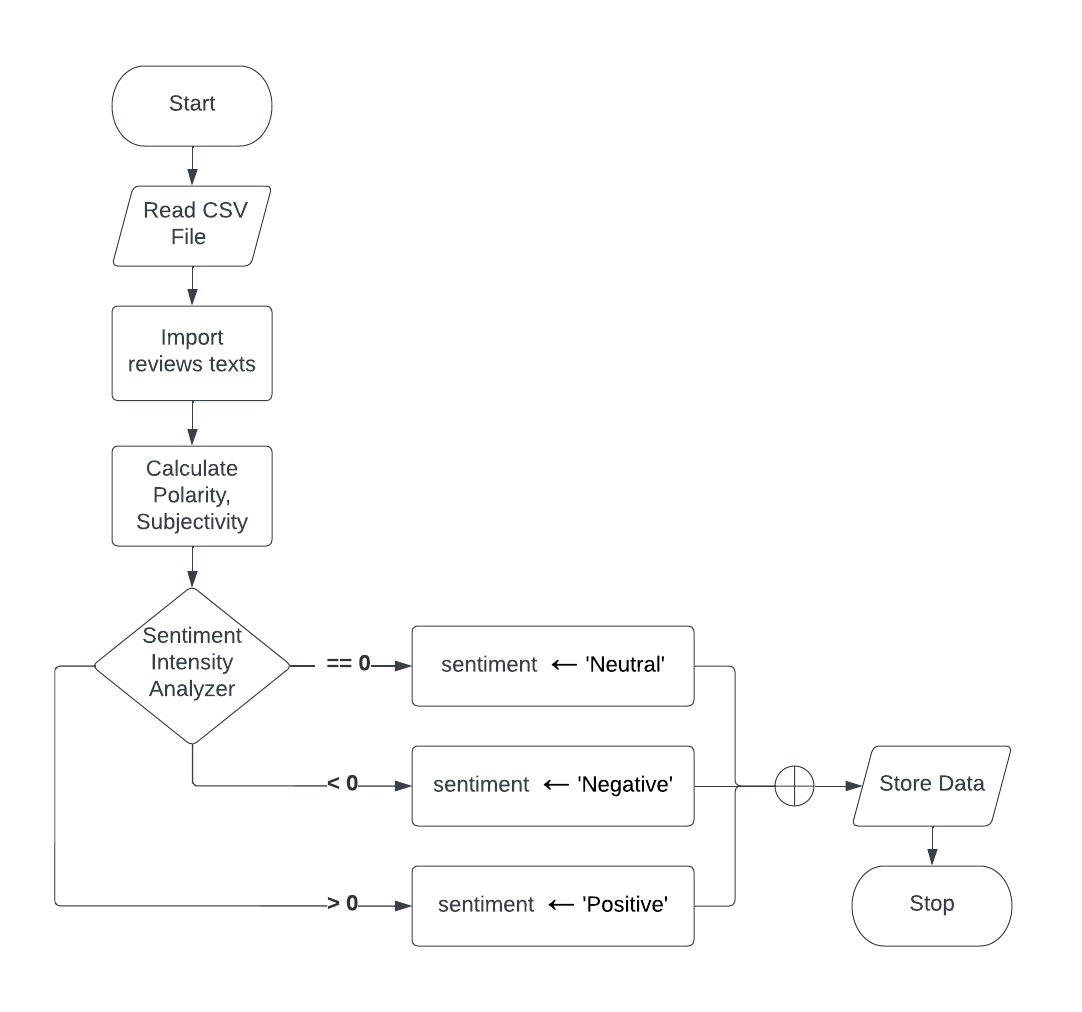 Start
Read CSV
File
Import
reviews texts
Calculate
Polarity,
Subjectivity
Sentiment
Intensity
Analyzer
== 0
sentiment ← 'Neutral'
< 0
sentiment ← 'Negative'
> 0
sentiment ← 'Positive'
Store Data
Stop